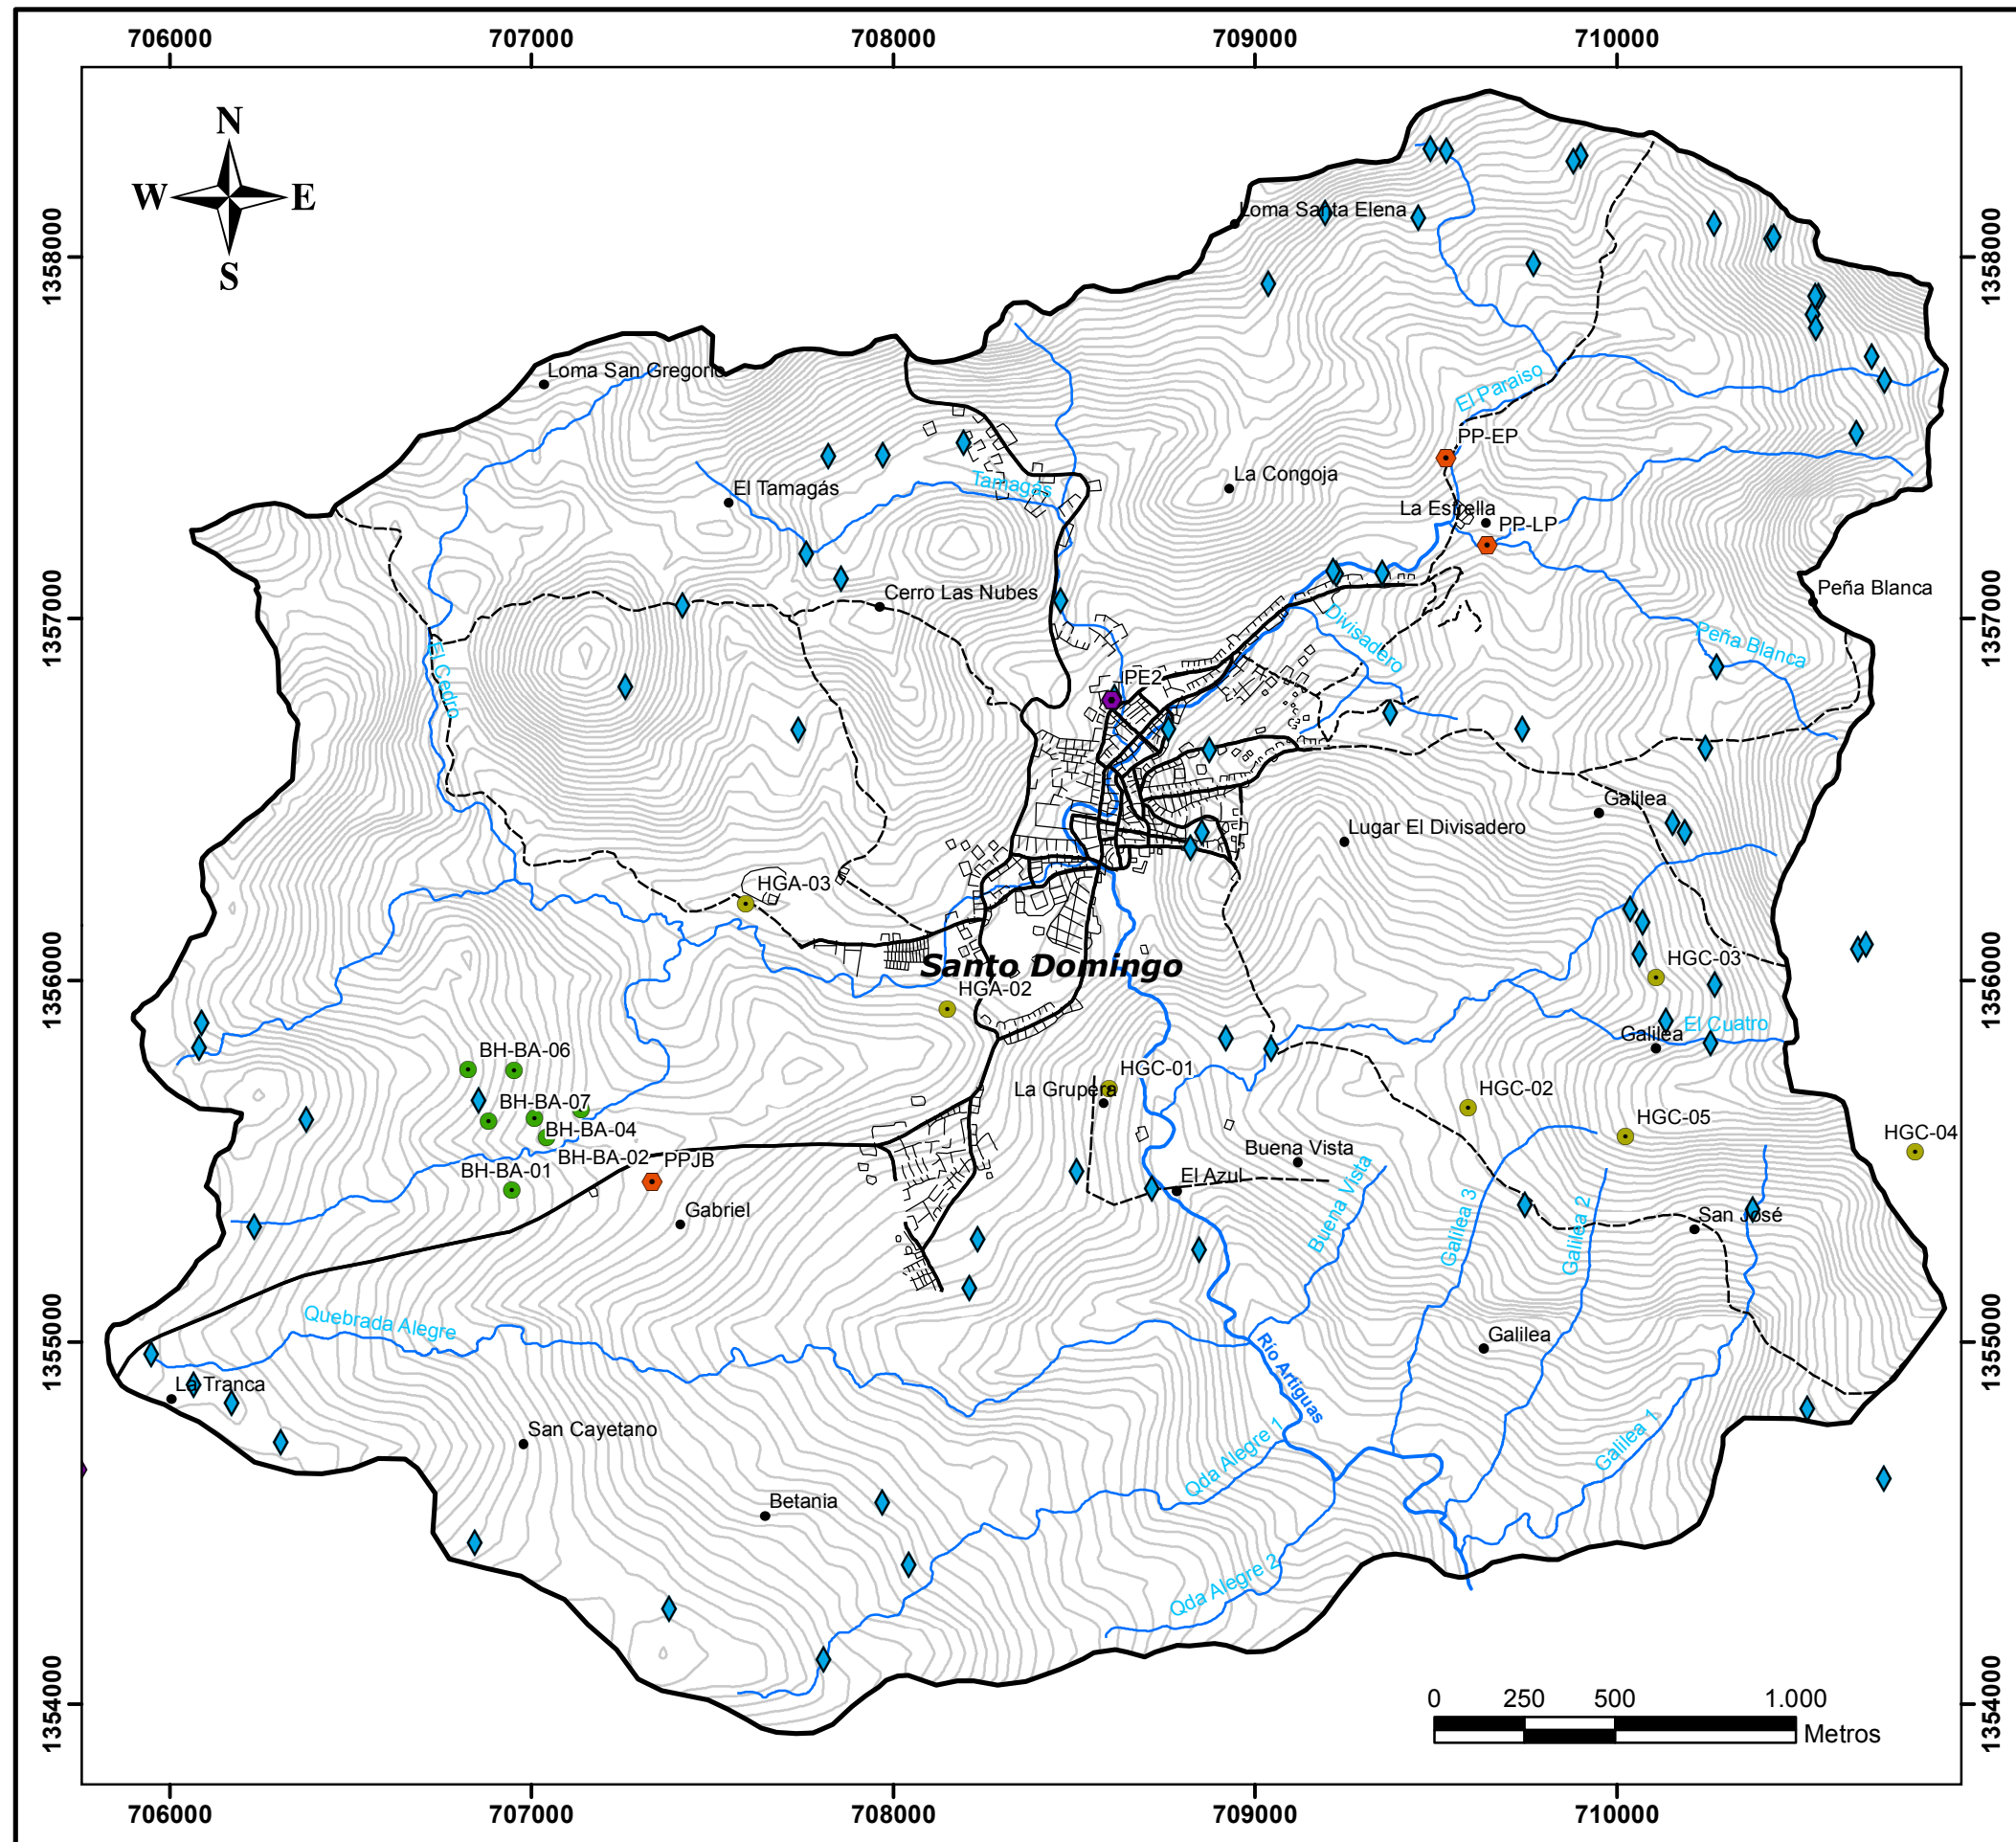 706000 707000 708000 709000 710000
N
W E
S
Loma Santa Elena
1358000 1358000
Loma San Gregorio
El Paraiso
PP-EP
La Congoja
El Tamagás
Tamagás
La Estrella
PP-LP
Peña Blanca
Cerro Las Nubes
1357000 1357000
Divisadero
Peña Blanca
El Cedro
PE2
Galilea
Lugar El Divisadero
HGA-03
HGC-03
Santo Domingo
1356000 1356000
HGA-02
El Cuatro
Galilea
BH-BA-06
HGC-01
La Grupera
HGC-02
BH-BA-07
HGC-05
BH-BA-04
HGC-04
BH-BA-02
PPJB
BH-BA-01
Buena Vista
El Azul
Gabriel
Buena Vista
Galilea 3
Galilea 2
San José
Quebrada Alegre
1355000 1355000
Galilea
Río Artiguas
La Tranca
San Cayetano
Qda Alegre 1
Galilea 1
Betania
Qda Alegre 2
0 250 500 1.000
Metros
1354000 1354000
706000 707000 708000 709000 710000